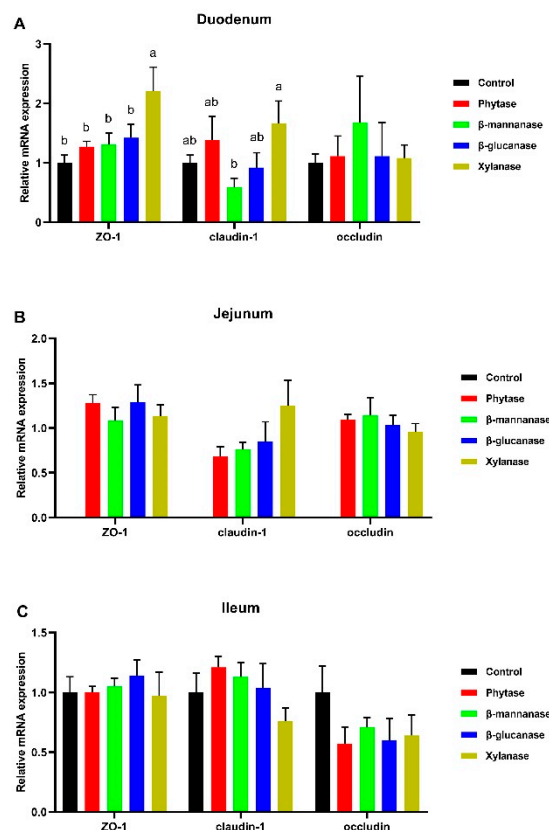 A
Duodenum
Relative mRNA expression
3
2
1
0
b b b b a
ab ab b ab a
ZO-1 claudin-1 occludin
Control
Phytase
β-mannanase
β-glucanase
Xylanase
B
Jejunum
Relative mRNA expression
2.0
1.5
1.0
0.5
0.0
ZO-1 claudin-1 occludin
Control
Phytase
β-mannanase
β-glucanase
Xylanase
C
Ileum
Relative mRNA expression
1.5
1.0
0.5
0.0
ZO-1 claudin-1 occludin
Control
Phytase
β-mannanase
β-glucanase
Xylanase